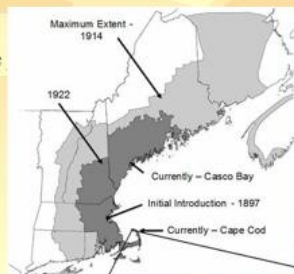 Maximum Extent -
1914
1922
Currently – Casco Bay
Initial Introduction - 1897
Currently – Cape Cod